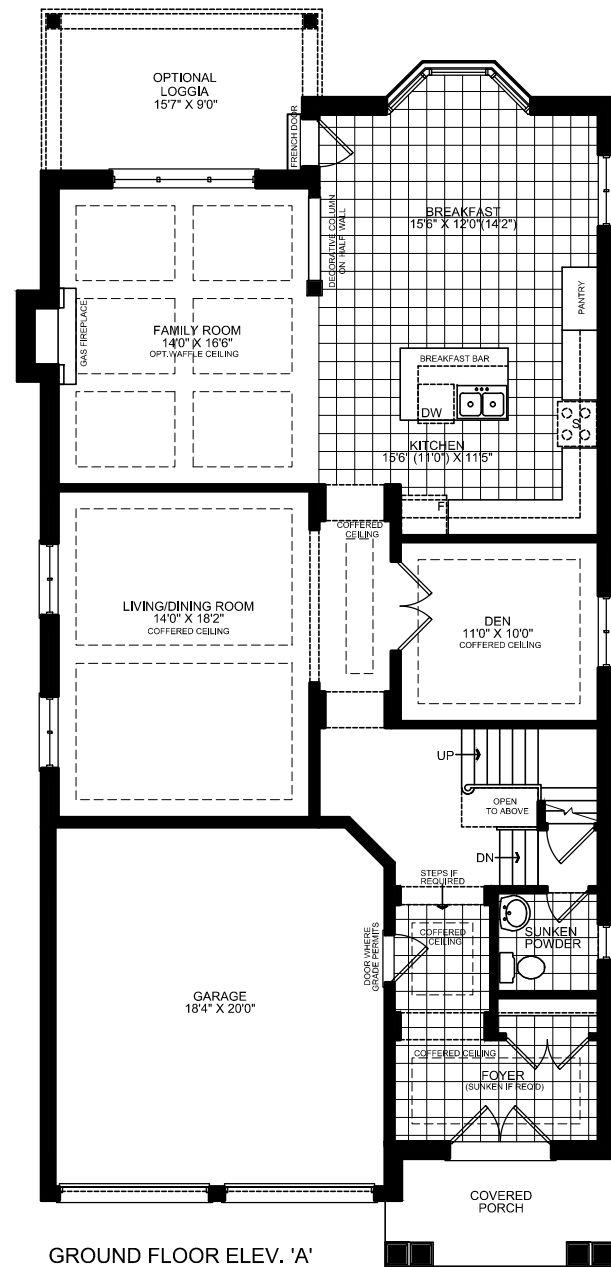 OPTIONAL
LOGGIA
15'7" X 9'0"
FRENCH DOOR
BREAKFAST
15'6" X 12'0"(14'2")
DECORATIVE COLUMN
ON HALF WALL
PANTRY
FAMILY ROOM
14'0" X 16'6"
OPT.WAFFLE CEILING
GAS FIREPLACE
BREAKFAST BAR
DW
S
KITCHEN
15'6" (11'0") X 11'5"
F
COFFERED
CEILING
LIVING/DINING ROOM
14'0" X 18'2"
COFFERED CEILING
DEN
11'0" X 10'0"
COFFERED CEILING
UP
OPEN
TO ABOVE
DN
STEPS IF
REQUIRED
COFFERED
CEILING
SUNKEN
POWDER
DOOR WHERE
GRADE PERMITS
GARAGE
18'4" X 20'0"
COFFERED CEILING
FOYER
(SUNKEN IF REQ'D)
COVERED
PORCH
GROUND FLOOR ELEV. 'A'